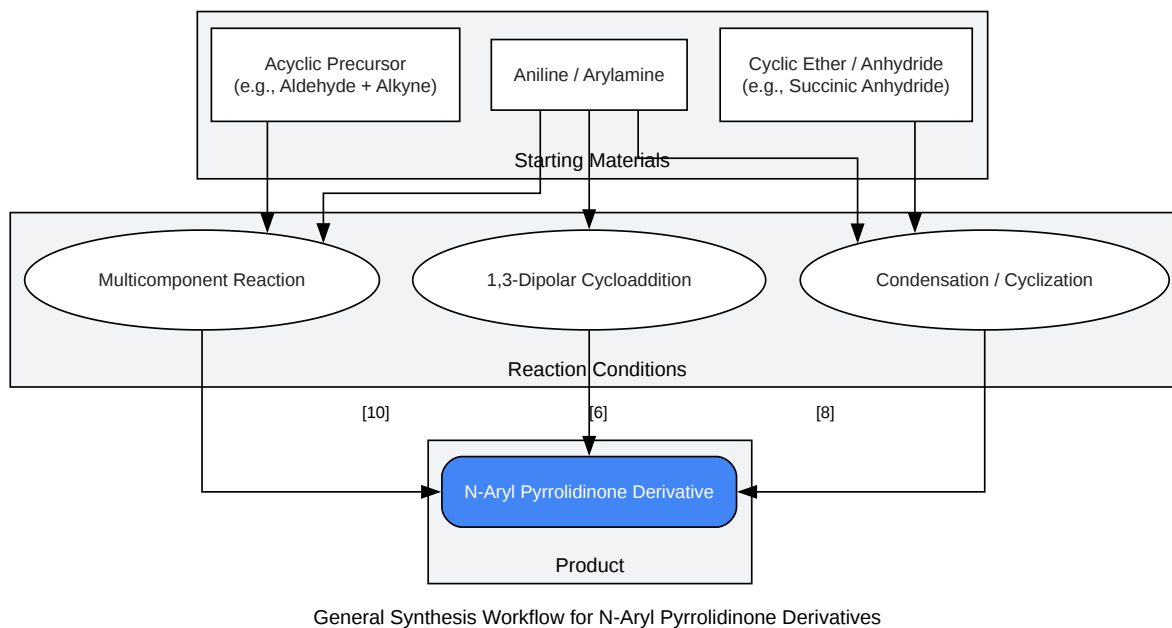 Acyclic Precursor
(e.g., Aldehyde + Alkyne)
Aniline / Arylamine
Cyclic Ether / Anhydride
(e.g., Succinic Anhydride)
Starting Materials
Multicomponent Reaction
1,3-Dipolar Cycloaddition
Condensation / Cyclization
Reaction Conditions
[10]
[6]
[8]
N-Aryl Pyrrolidinone Derivative
Product
General Synthesis Workflow for N-Aryl Pyrrolidinone Derivatives